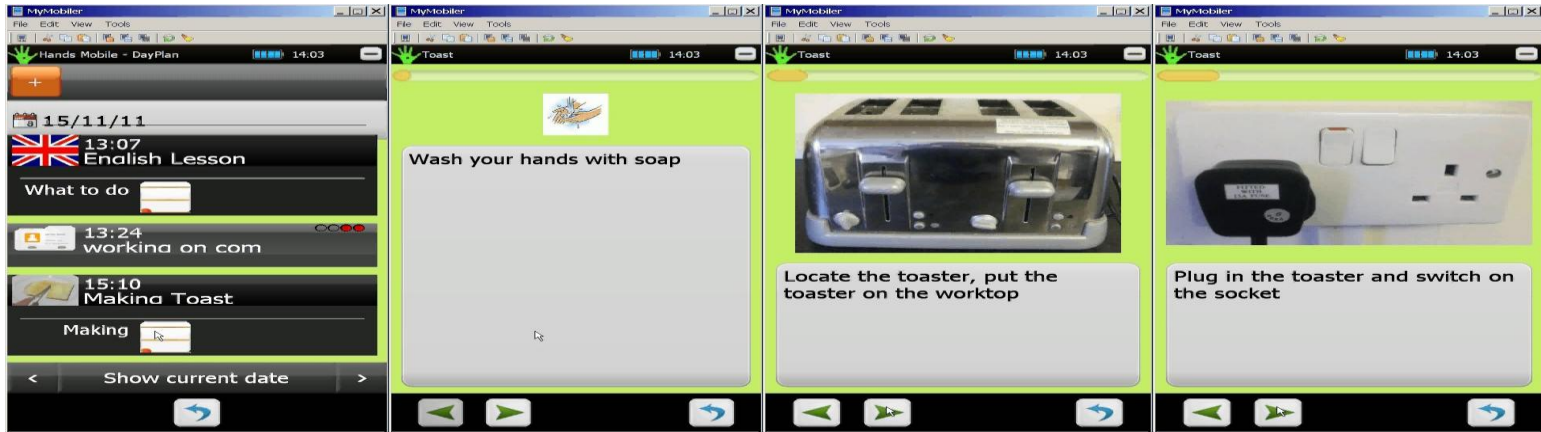 MyMobiler
File Edit View Tools
Hands Mobile - DayPlan 14:03
+
15/11/11
13:07
English Lesson
What to do
13:24
working on com
15:10
Making Toast
Making
< Show current date >
MyMobiler
File Edit View Tools
Toast 14:03
Wash your hands with soap
MyMobiler
File Edit View Tools
Toast 14:03
Locate the toaster, put the
toaster on the worktop
MyMobiler
File Edit View Tools
Toast 14:03
FITTED
WITH
13A FUSE
Plug in the toaster and switch on
the socket